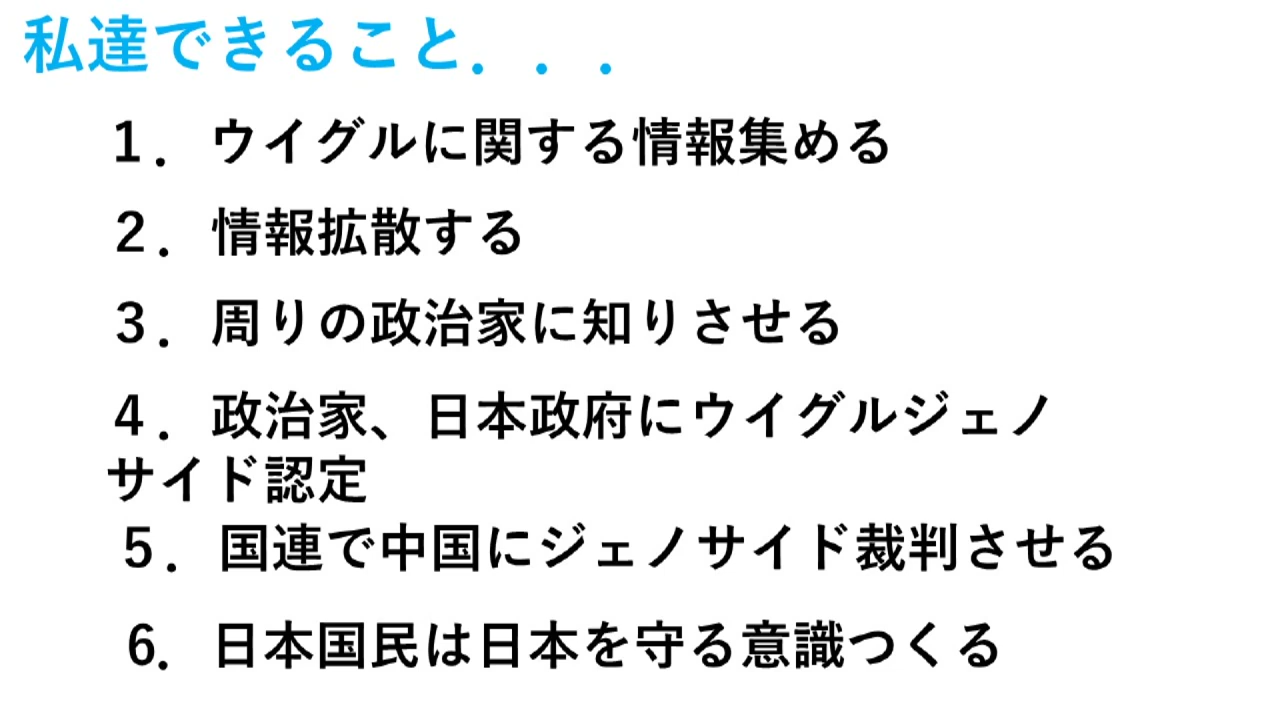 私達できること．．．
１．ウイグルに関する情報集める
２．情報拡散する
３．周りの政治家に知りさせる
４．政治家、日本政府にウイグルジェノ
サイド認定
５．国連で中国にジェノサイド裁判させる
６．日本国民は日本を守る意識つくる